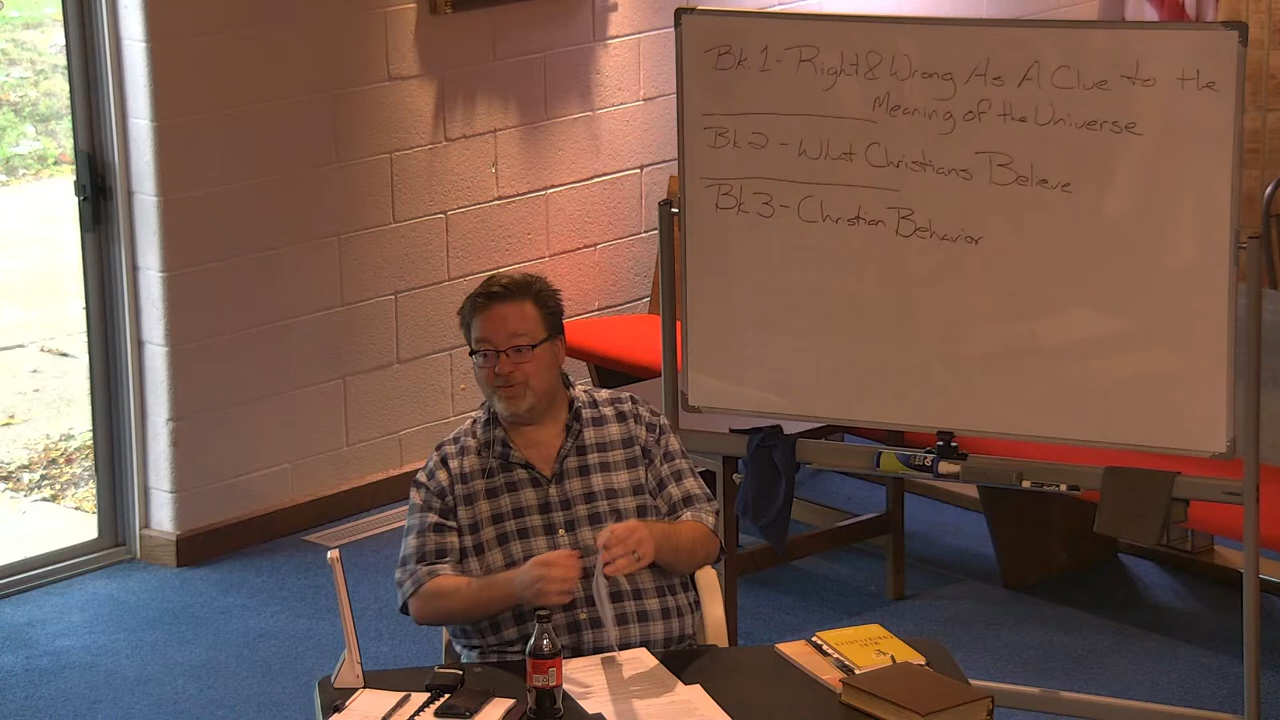 Bk. 1 - Right & Wrong As A Clue to the
Meaning of the Universe
Bk 2 - What Christians Believe
Bk 3 - Christian Behavior